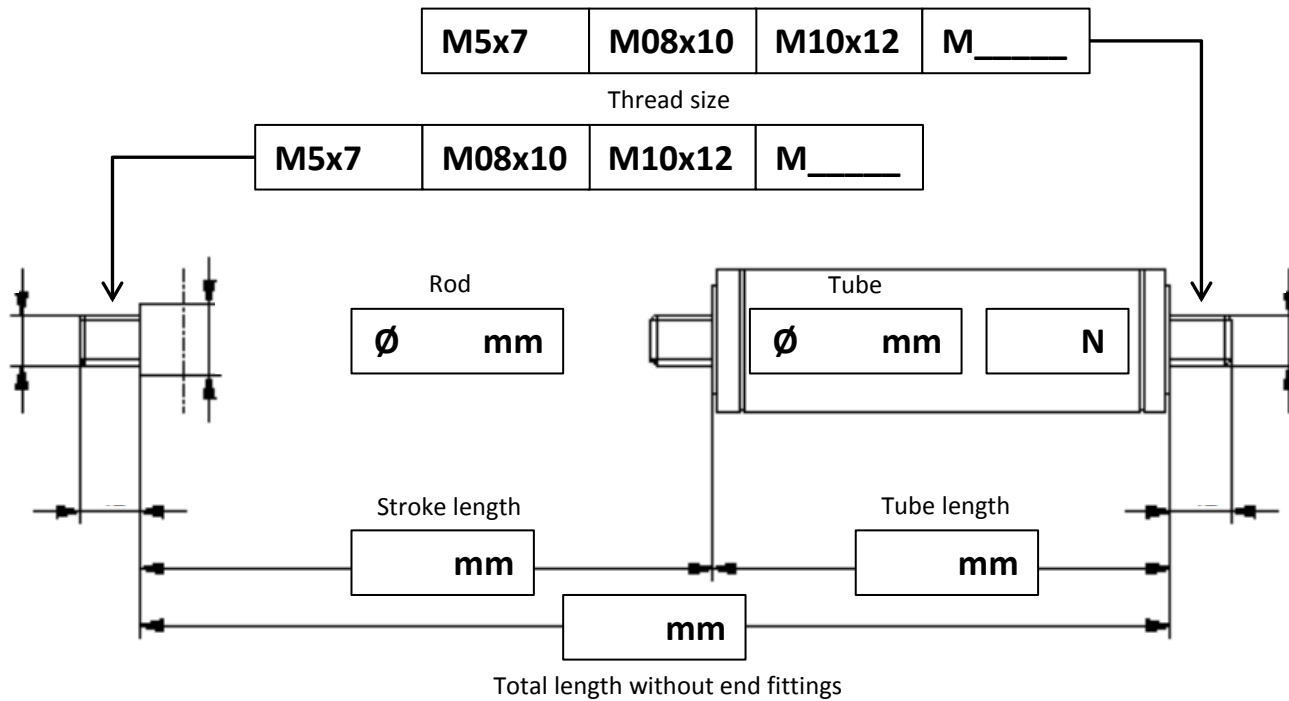 M5x7 M08x10 M10x12 M_____
Thread size
M5x7 M08x10 M10x12 M_____
Rod Tube
Ø mm Ø mm N
Stroke length Tube length
mm mm
mm
Total length without end fittings